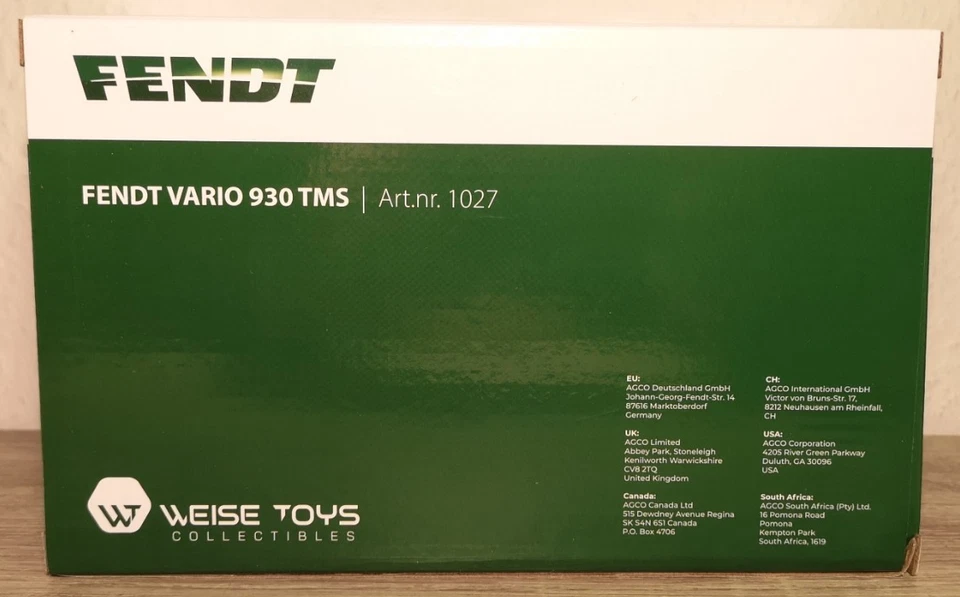 FENDT
FENDT VARIO 930 TMS | Art.nr. 1027
EU:
AGCO Deutschland GmbH
Johann-Georg-Fendt-Str. 14
87616 Marktoberdorf
Germany
CH:
AGCO International GmbH
Victor von Bruns-Str. 17,
8212 Neuhausen am Rheinfall,
CH
UK:
AGCO Limited
Abbey Park, Stoneleigh
Kenilworth Warwickshire
CV8 2TQ
United Kingdom
USA:
AGCO Corporation
4205 River Green Parkway
Duluth, GA 30096
USA
Canada:
AGCO Canada Ltd
515 Dewdney Avenue Regina
SK S4N 6S1 Canada
P.O. Box 4706
South Africa:
AGCO South Africa (Pty) Ltd.
16 Pomona Road
Pomona
Kempton Park
South Africa, 1619
WT WEISE TOYS
COLLECTIBLES